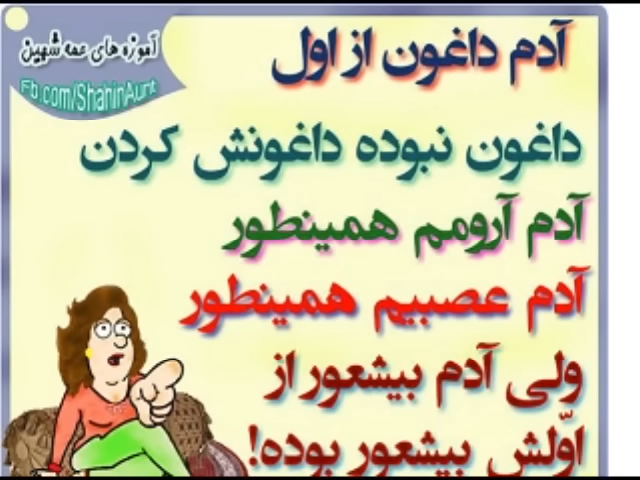 آموزه های عمه شهین
Fb.com/ShahinAunt
آدم داغون از اول
داغون نبوده داغونش کردن
آدم آرومم همینطور
آدم عصبیم همینطور
ولی آدم بیشعور از
اوّلش بیشعور بوده!